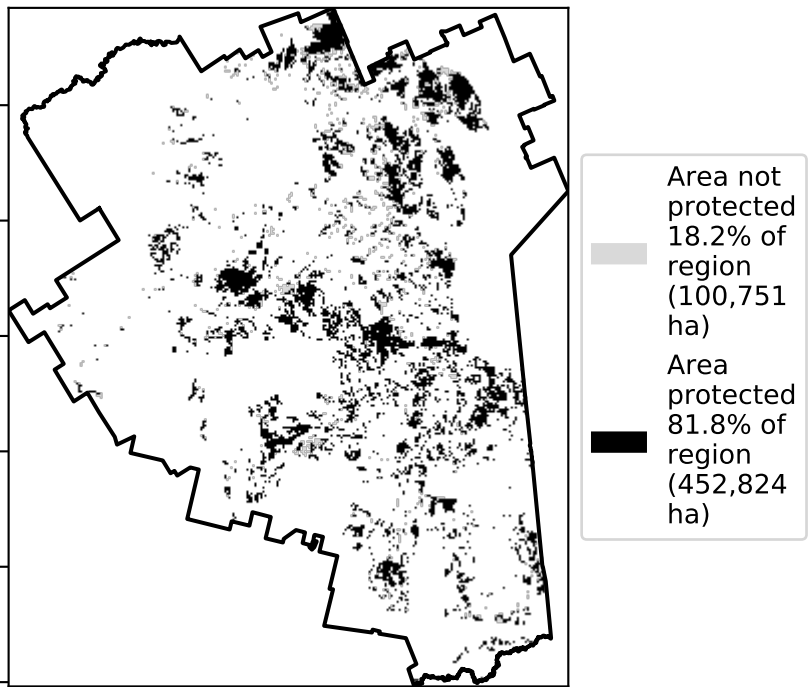 Area not
protected
18.2% of
region
(100,751
ha)
Area
protected
81.8% of
region
(452,824
ha)